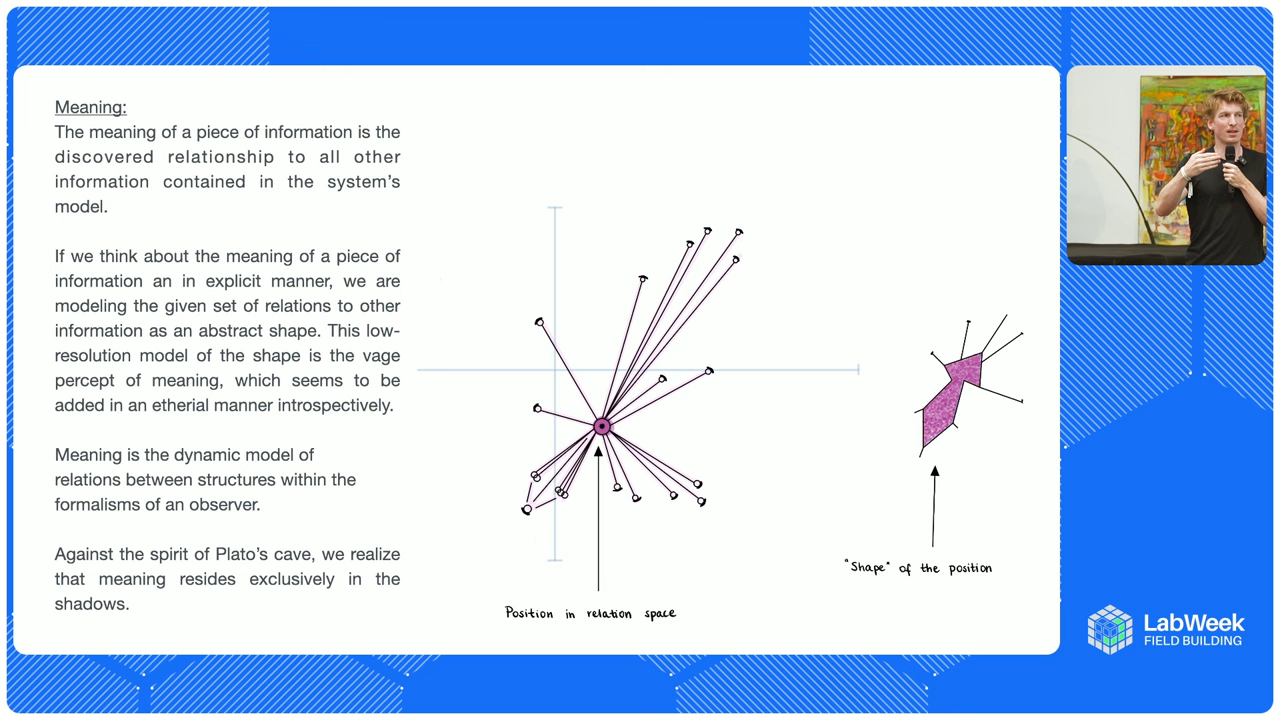 Meaning:
The meaning of a piece of information is the
discovered relationship to all other
information contained in the system's
model.
If we think about the meaning of a piece of
information an in explicit manner, we are
modeling the given set of relations to other
information as an abstract shape. This low-
resolution model of the shape is the vage
percept of meaning, which seems to be
added in an etherial manner introspectively.
Meaning is the dynamic model of
relations between structures within the
formalisms of an observer.
Against the spirit of Plato's cave, we realize
that meaning resides exclusively in the
shadows.
Position in relation space
"Shape" of the position
LabWeek
FIELD BUILDING